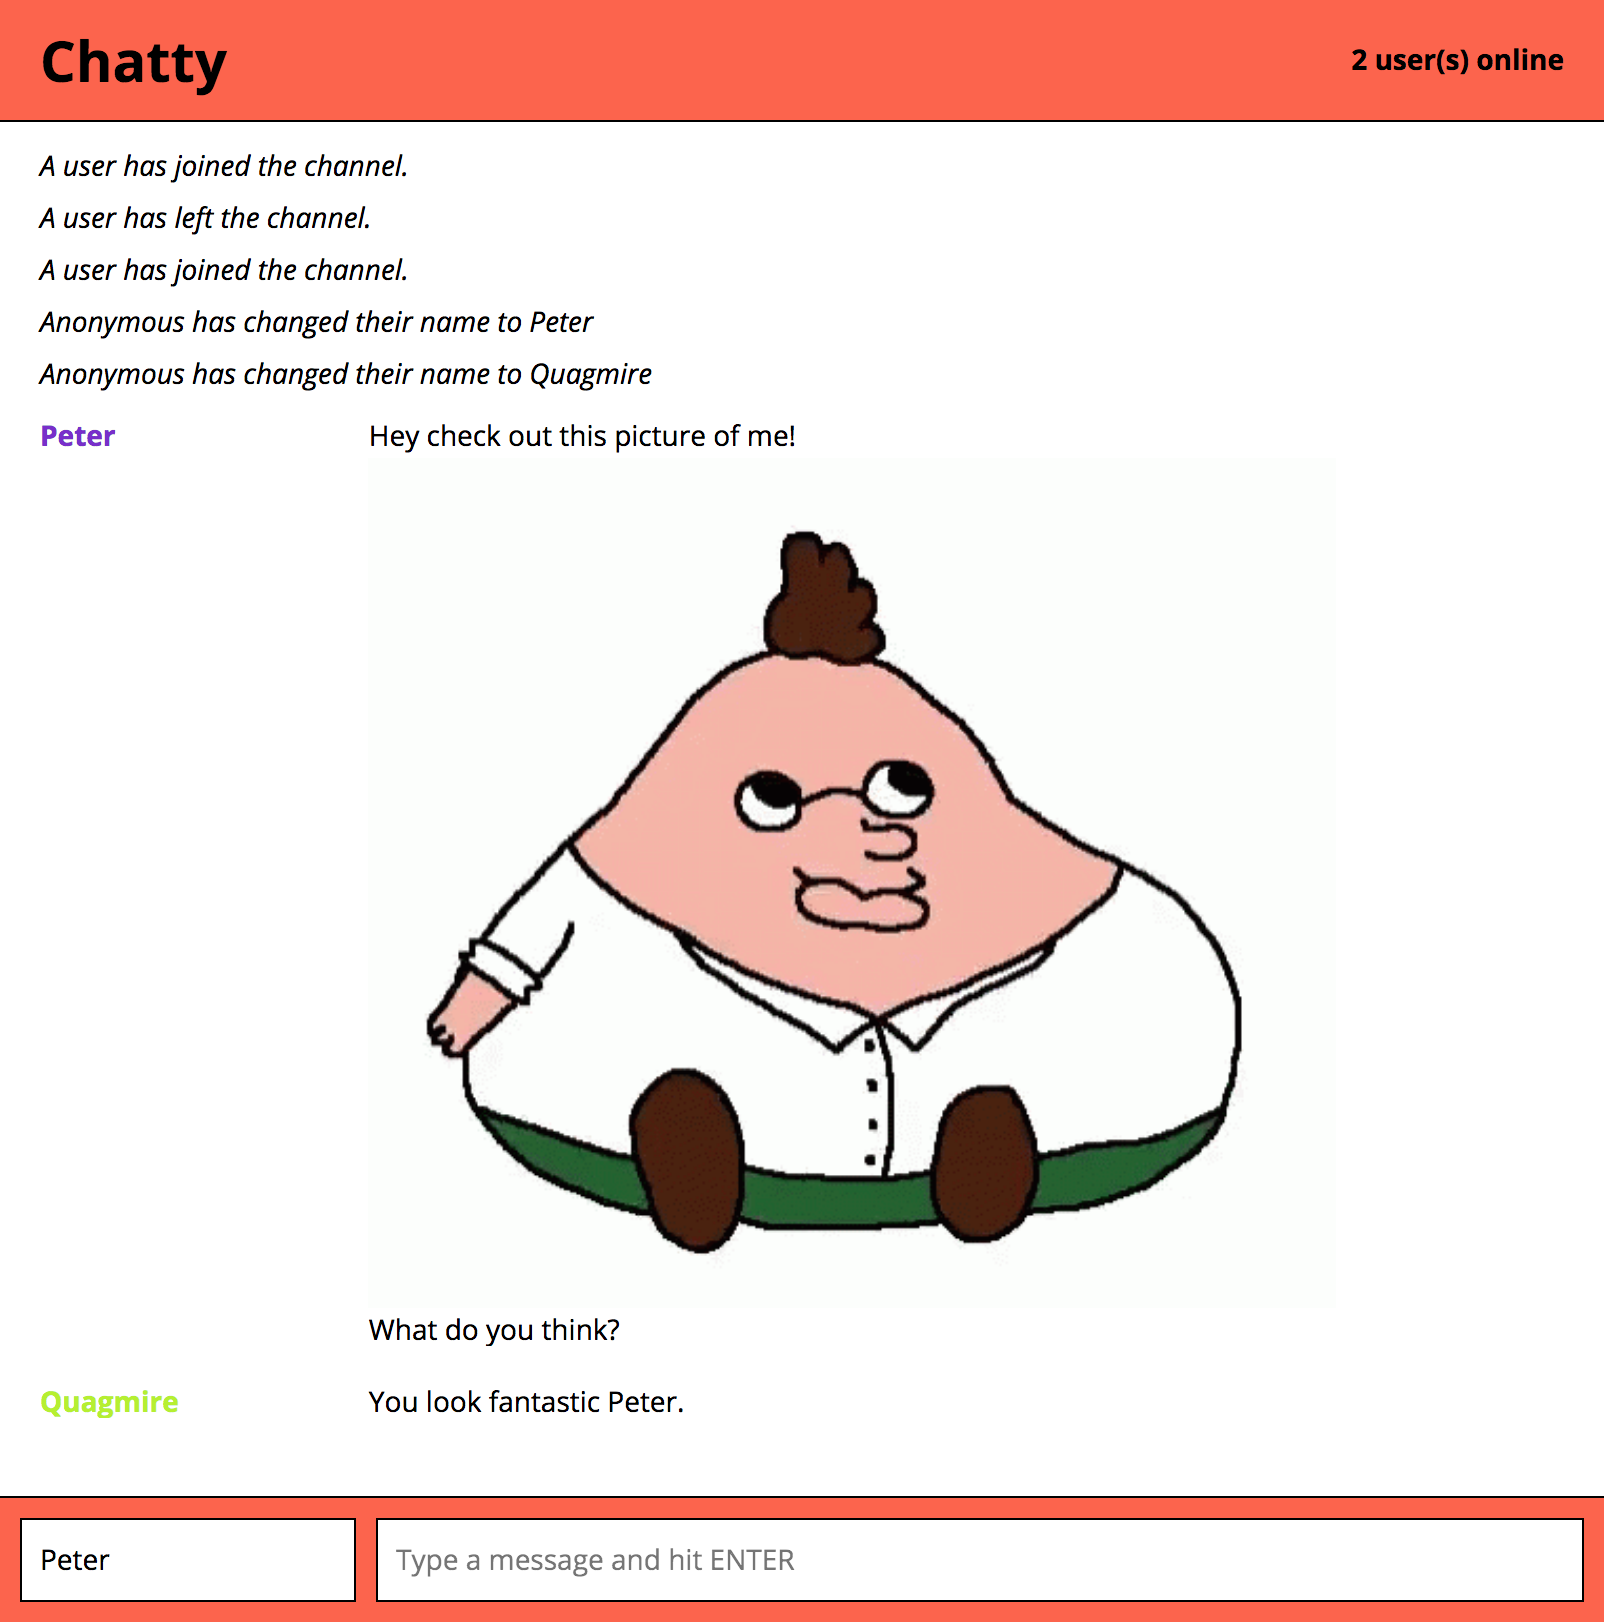 Chatty
2 user(s) online
A user has joined the channel.
A user has left the channel.
A user has joined the channel.
Anonymous has changed their name to Peter
Anonymous has changed their name to Quagmire
Peter
Hey check out this picture of me!
What do you think?
Quagmire
You look fantastic Peter.
Peter
Type a message and hit ENTER